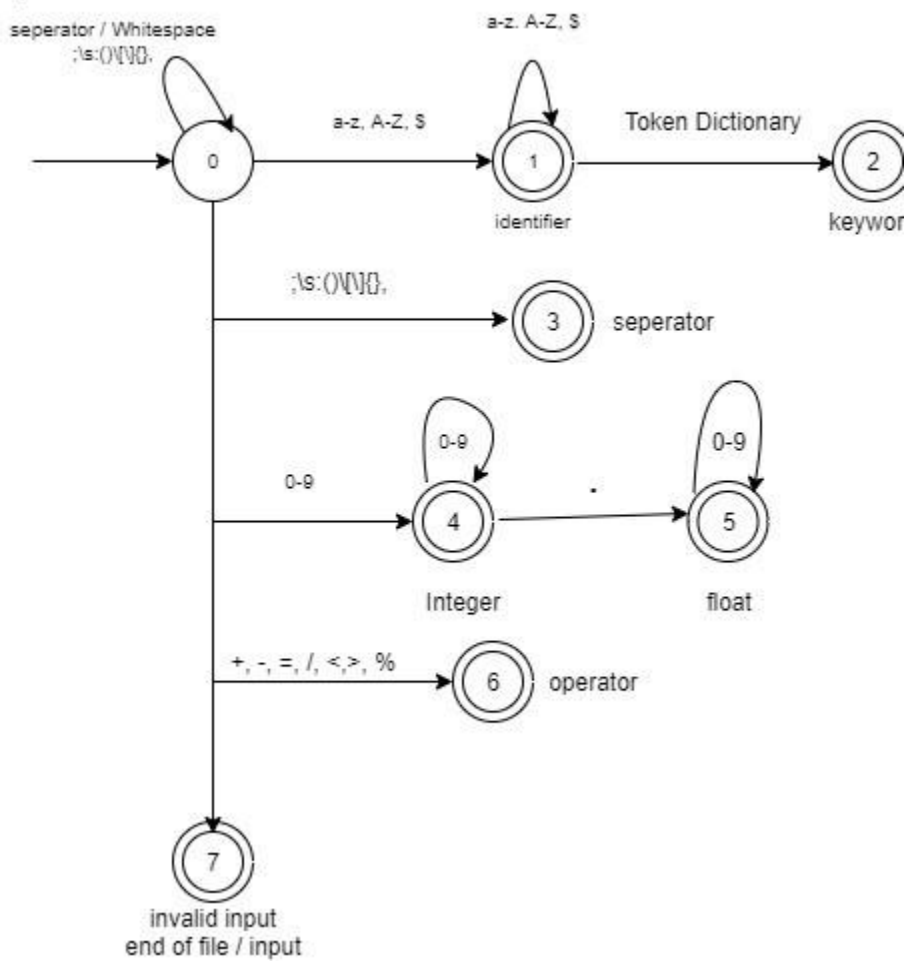 seperator / Whitespace
;\s:()\[\]{},
a-z. A-Z, $
a-z, A-Z, $
Token Dictionary
0
1
2
identifier
keywor
;\s:()\[\]{},
3
seperator
0-9
0-9
0-9
.
4
5
Integer
float
+, -, =, /, <,>, %
6
operator
7
invalid input
end of file / input